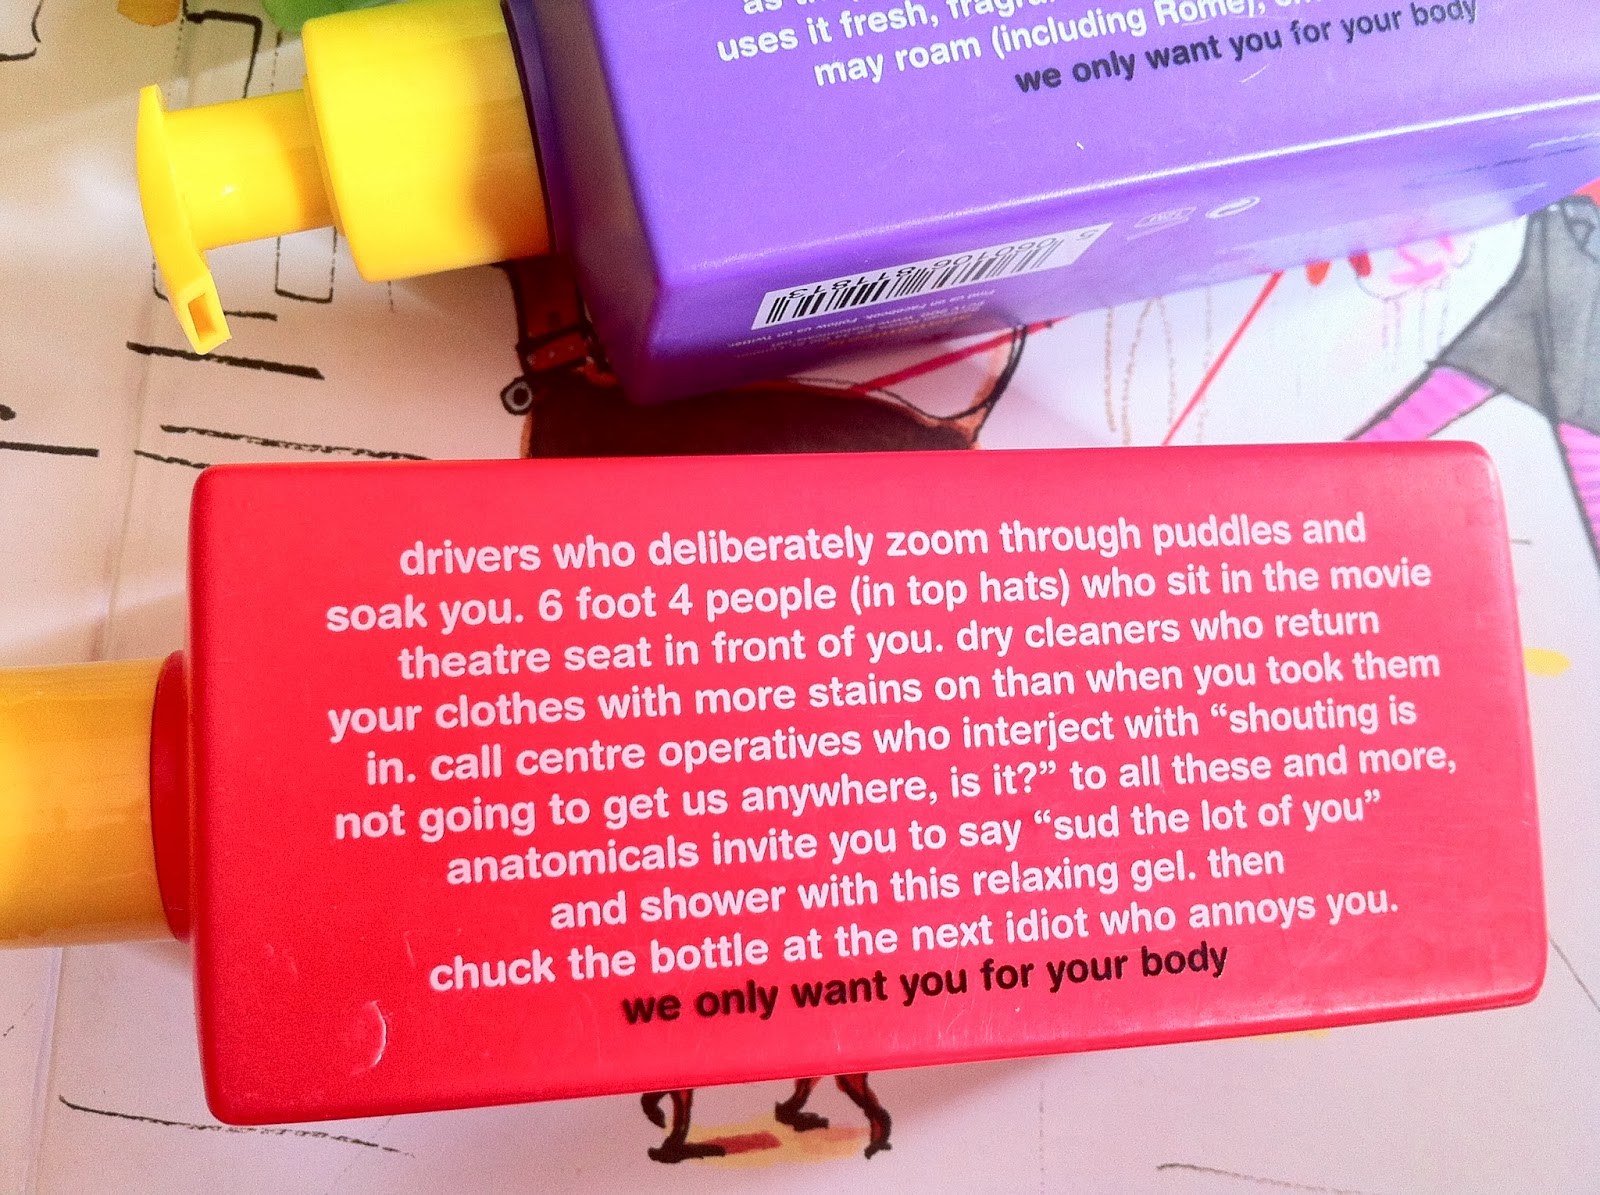 uses it fresh,
may roam (including Rome),
we only want you for your body
5 060106 811813
drivers who deliberately zoom through puddles and
soak you. 6 foot 4 people (in top hats) who sit in the movie
theatre seat in front of you. dry cleaners who return
your clothes with more stains on than when you took them
in. call centre operatives who interject with “shouting is
not going to get us anywhere, is it?” to all these and more,
anatomicals invite you to say “sud the lot of you”
and shower with this relaxing gel. then
chuck the bottle at the next idiot who annoys you.
we only want you for your body